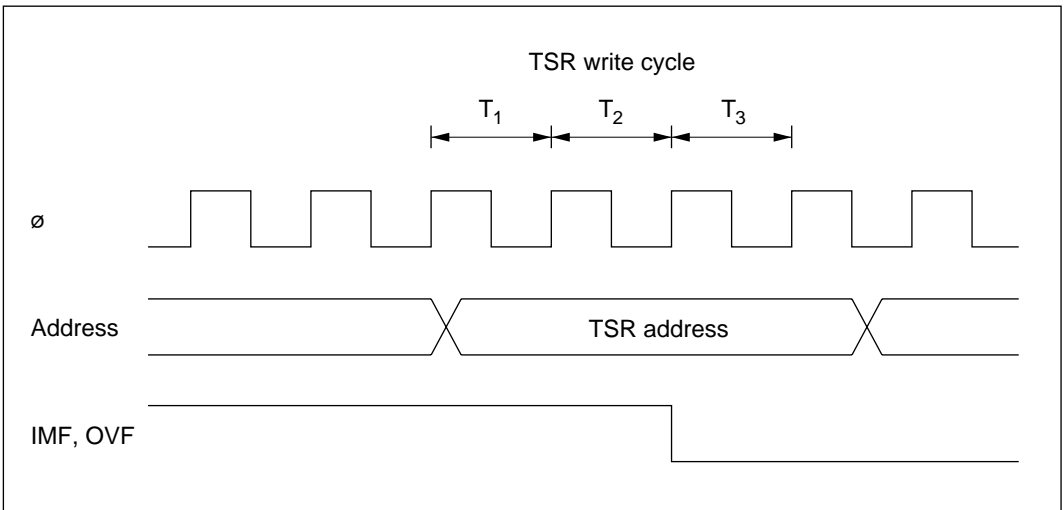 TSR write cycle
T1 T2 T3
ø
Address
TSR address
IMF, OVF